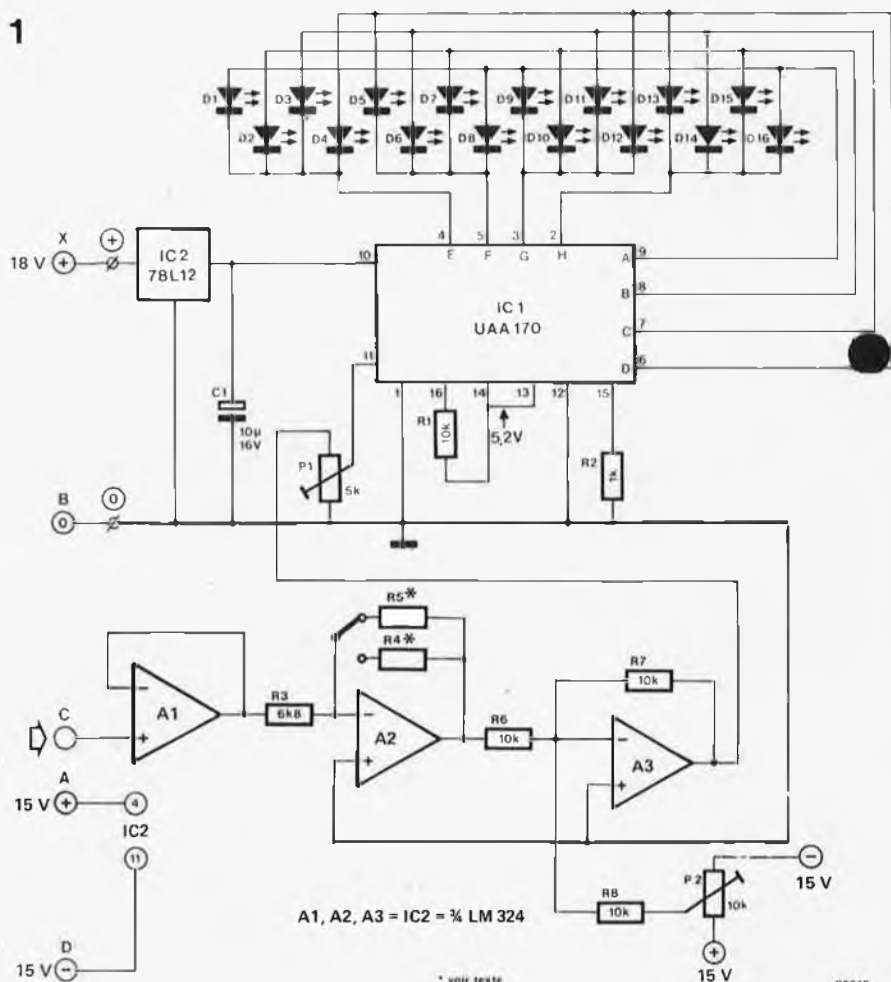 1
D1 D3 D5 D7 D9 D11 D13 D15
D2 D4 D6 D8 D10 D12 D14 D16
X
18 V + +
IC2
78L12
4 5 3 2
E F G H
10
11
IC 1
UAA 170
A 9
B 8
C 7
D 6
1 16 14 13 12 15
C1
10µ
16V
P1
5k
R1
10k
5,2V
R2
1k
B
0 0
R5*
R4*
R3
6k8
R7
10k
A1
A2
R6
10k
A3
C
A
15 V + 4
IC2
11
D
15 V −
R8
10k
P2
10k
−
15 V
+
15 V
A1, A2, A3 = IC2 = ¾ LM 324
* voir texte